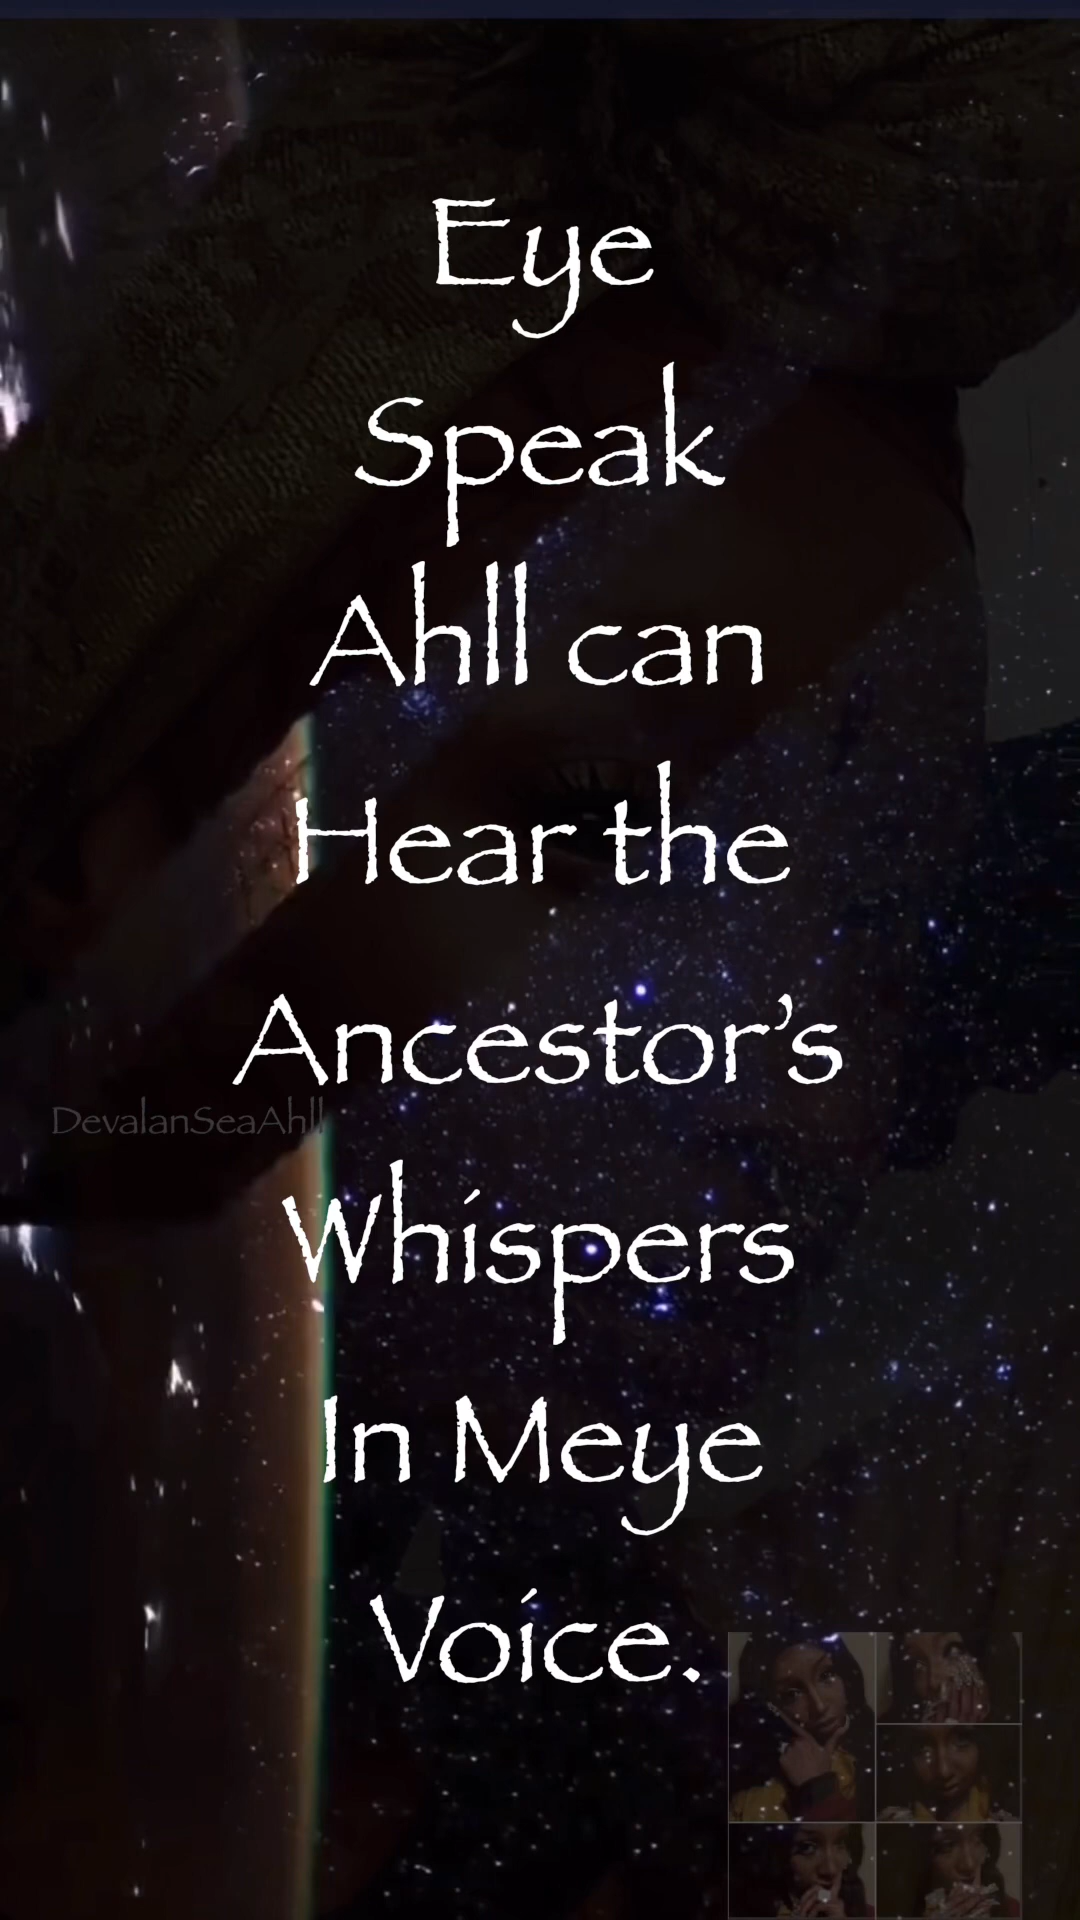 Eye
Speak
Ahll can
Hear the
Ancestor’s
DevalanSeaAhll
Whispers
In Meye
Voice.